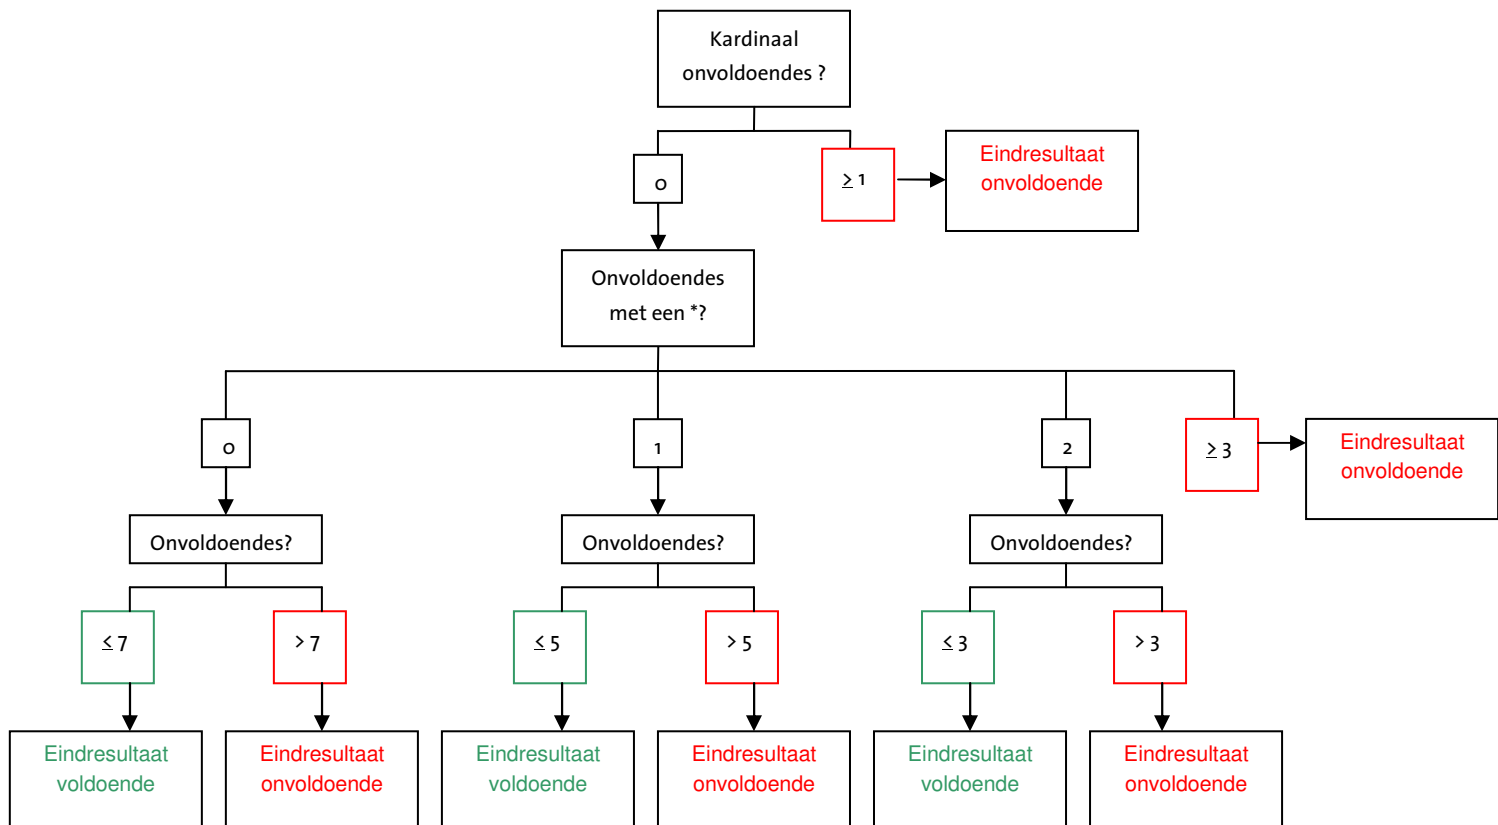 Kardinaal
onvoldoendes ?
0
≥ 1
Eindresultaat
onvoldoende
Onvoldoendes
met een *?
0
1
2
≥ 3
Eindresultaat
onvoldoende
Onvoldoendes?
Onvoldoendes?
Onvoldoendes?
≤ 7
> 7
≤ 5
> 5
≤ 3
> 3
Eindresultaat
voldoende
Eindresultaat
onvoldoende
Eindresultaat
voldoende
Eindresultaat
onvoldoende
Eindresultaat
voldoende
Eindresultaat
onvoldoende